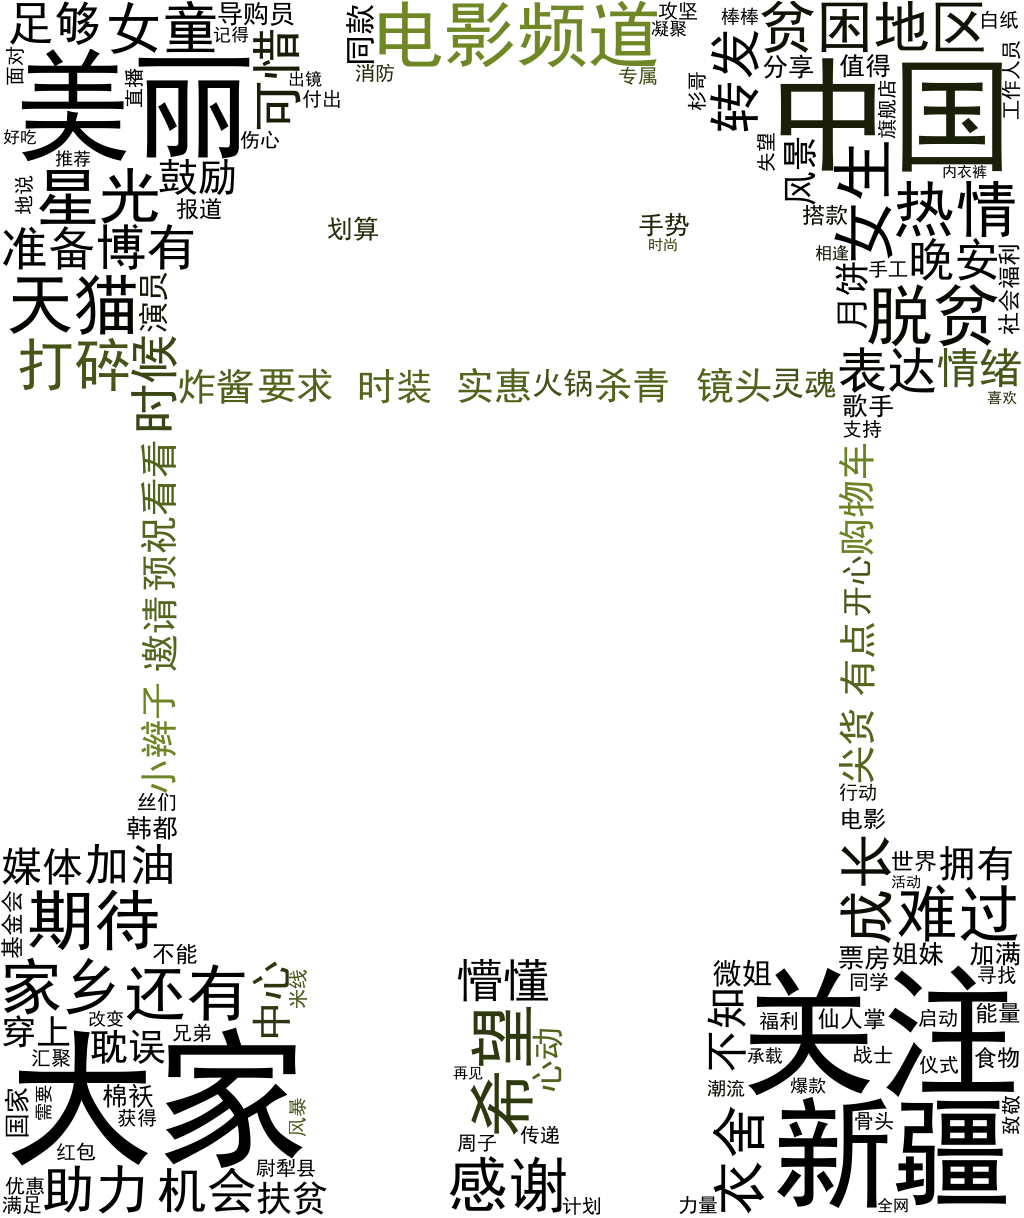 足够
女童
导购员
记得
可惜
同款
电影频道
攻坚
凝聚
棒棒
贫困地区
白纸
面对
美丽
直播
出镜
付出
消防
专属
杉哥
转发
分享
值得
中国
旗舰店
工作人员
好吃
推荐
伤心
失望
风景
女生
内衣裤
地说
星光
鼓励
报道
划算
手势
时尚
搭款
热情
准备
博有
相逢
手工
晚安
社会福利
天猫
演员
月饼
脱贫
打碎
时候
炸酱
要求
时装
实惠
火锅
杀青
镜头
灵魂
表达
情绪
喜欢
歌手
支持
看看
预祝
邀请
小辫子
购物车
开心
有点
尖货
丝们
韩都
行动
电影
媒体
加油
成长
世界
拥有
活动
基金会
期待
难过
不能
票房
姐妹
加满
家乡
还有
中心
米线
懵懂
微姐
同学
关注
寻找
穿上
改变
耽误
兄弟
希望
心动
不知
福利
仙人掌
启动
能量
汇聚
大家
再见
承载
战士
仪式
食物
国家
需要
棉袄
获得
风暴
潮流
爆款
新疆
致敬
红包
周子
传递
衣舍
骨头
优惠
满足
助力
机会
尉犁县
扶贫
感谢
计划
力量
全网